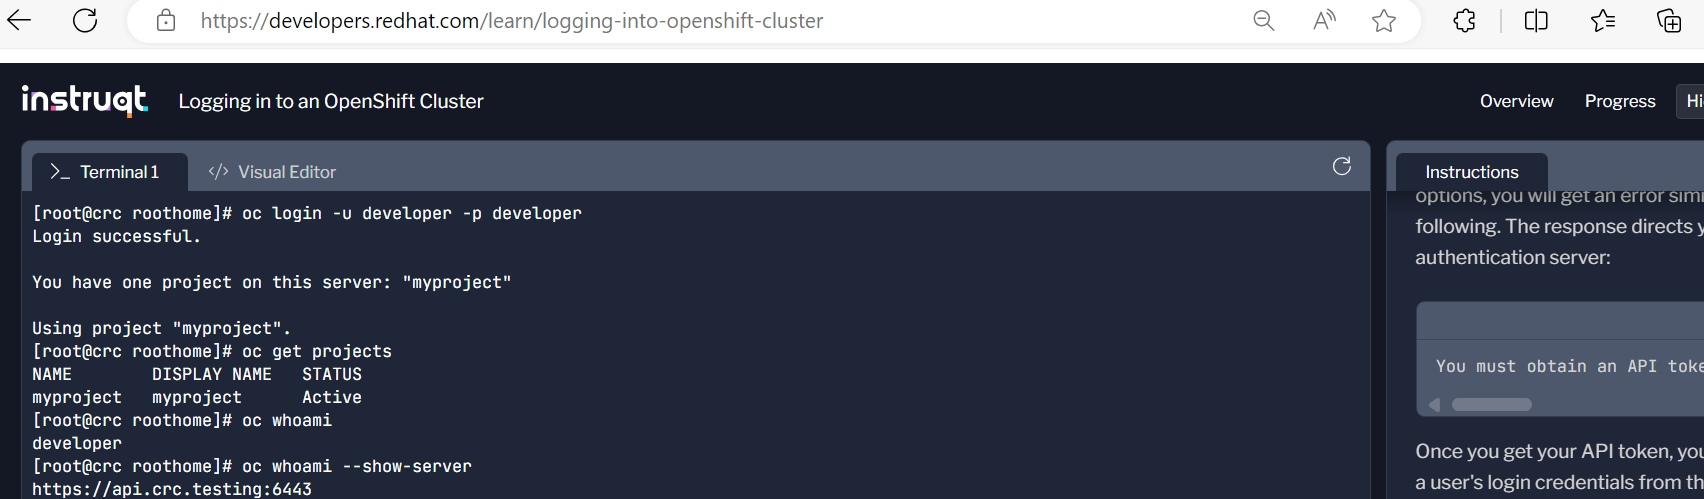 https://developers.redhat.com/learn/logging-into-openshift-cluster
instruqt
Logging in to an OpenShift Cluster
Overview
Progress
Terminal 1
Visual Editor
[root@crc roothome]# oc login -u developer -p developer
Login successful.
You have one project on this server: "myproject"
Using project "myproject".
[root@crc roothome]# oc get projects
NAME DISPLAY NAME STATUS
myproject myproject Active
[root@crc roothome]# oc whoami
developer
[root@crc roothome]# oc whoami --show-server
https://api.crc.testing:6443
Instructions
options, you will get an error
following. The response directs
authentication server:
You must obtain an API
Once you get your API token,
a user's login credentials from